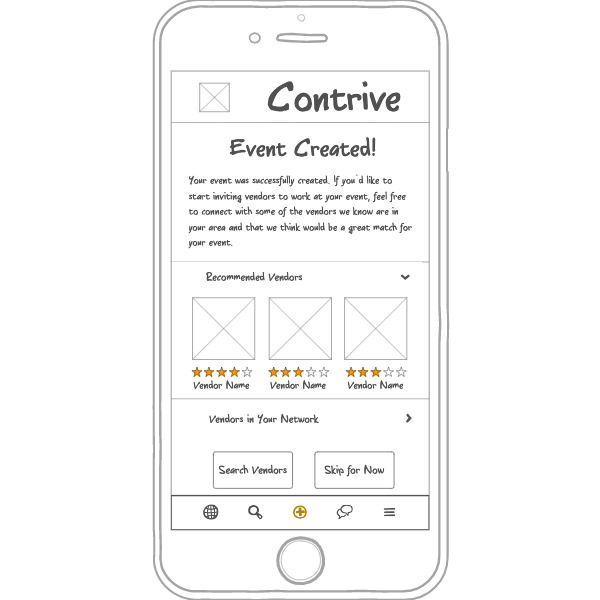 Contrive
Event Created!
Your event was successfully created. If you'd like to
start inviting vendors to work at your event, feel free
to connect with some of the vendors we know are in
your area and that we think would be a great match for
your event.
Recommended Vendors
Vendor Name Vendor Name Vendor Name
Vendors in Your Network
Search Vendors Skip for Now